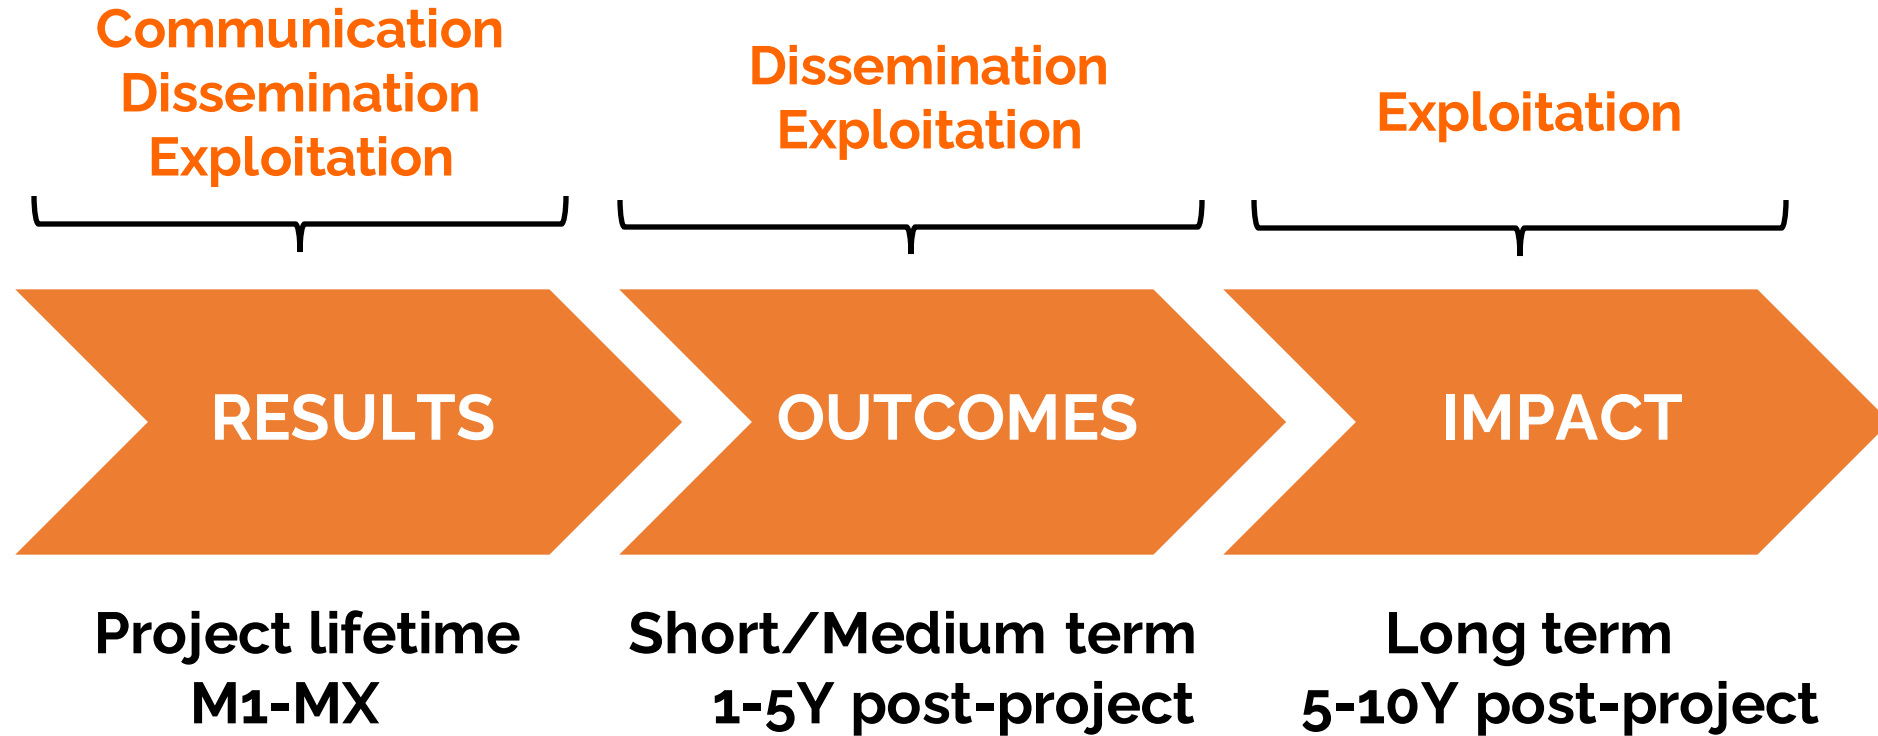 Communication
Dissemination
Exploitation
Dissemination
Exploitation
Exploitation
RESULTS
OUTCOMES
IMPACT
Project lifetime
M1-MX
Short/Medium term
1-5Y post-project
Long term
5-10Y post-project